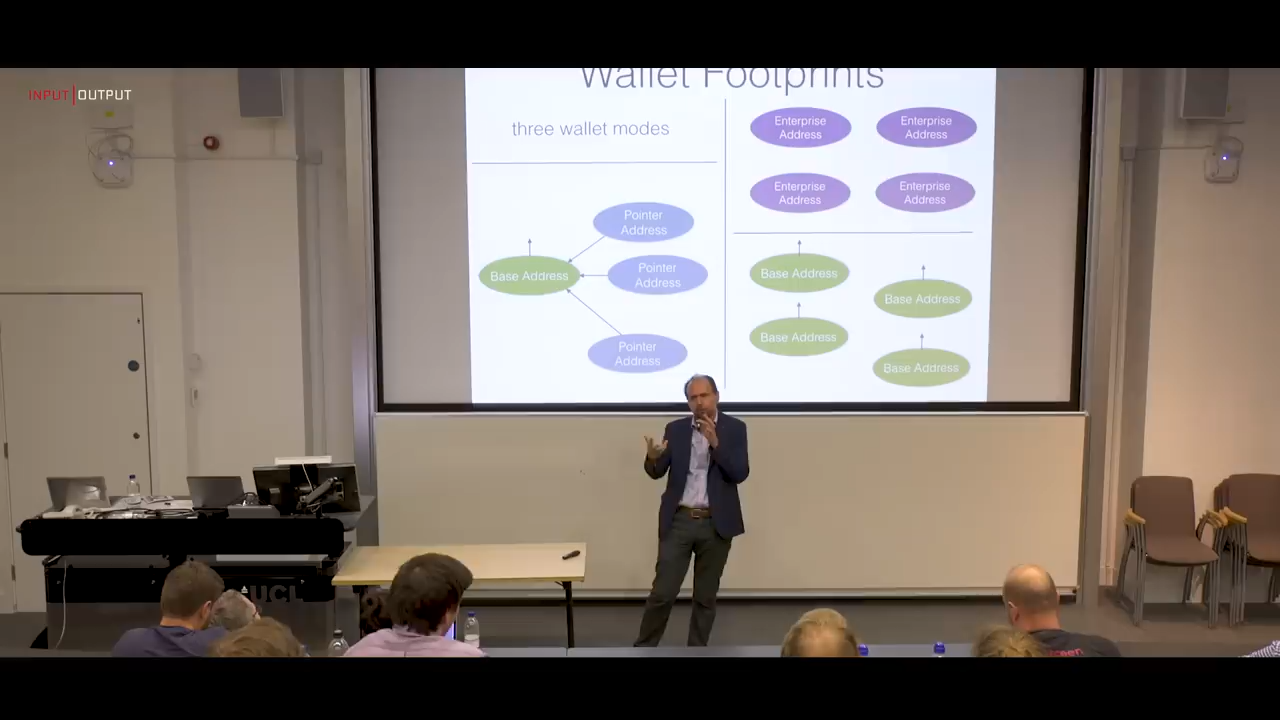 INPUT|OUTPUT
Wallet Footprints
three wallet modes
Pointer
Address
Base Address
Pointer
Address
Pointer
Address
Enterprise
Address
Enterprise
Address
Enterprise
Address
Enterprise
Address
Base Address
Base Address
Base Address
Base Address
UCL